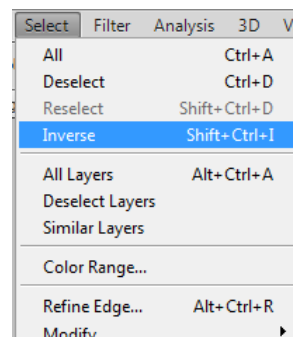 Select Filter Analysis 3D
All Ctrl+A
Deselect Ctrl+D
Reselect Shift+Ctrl+D
Inverse Shift+Ctrl+I
All Layers Alt+Ctrl+A
Deselect Layers
Similar Layers
Color Range...
Refine Edge... Alt+Ctrl+R
Modify